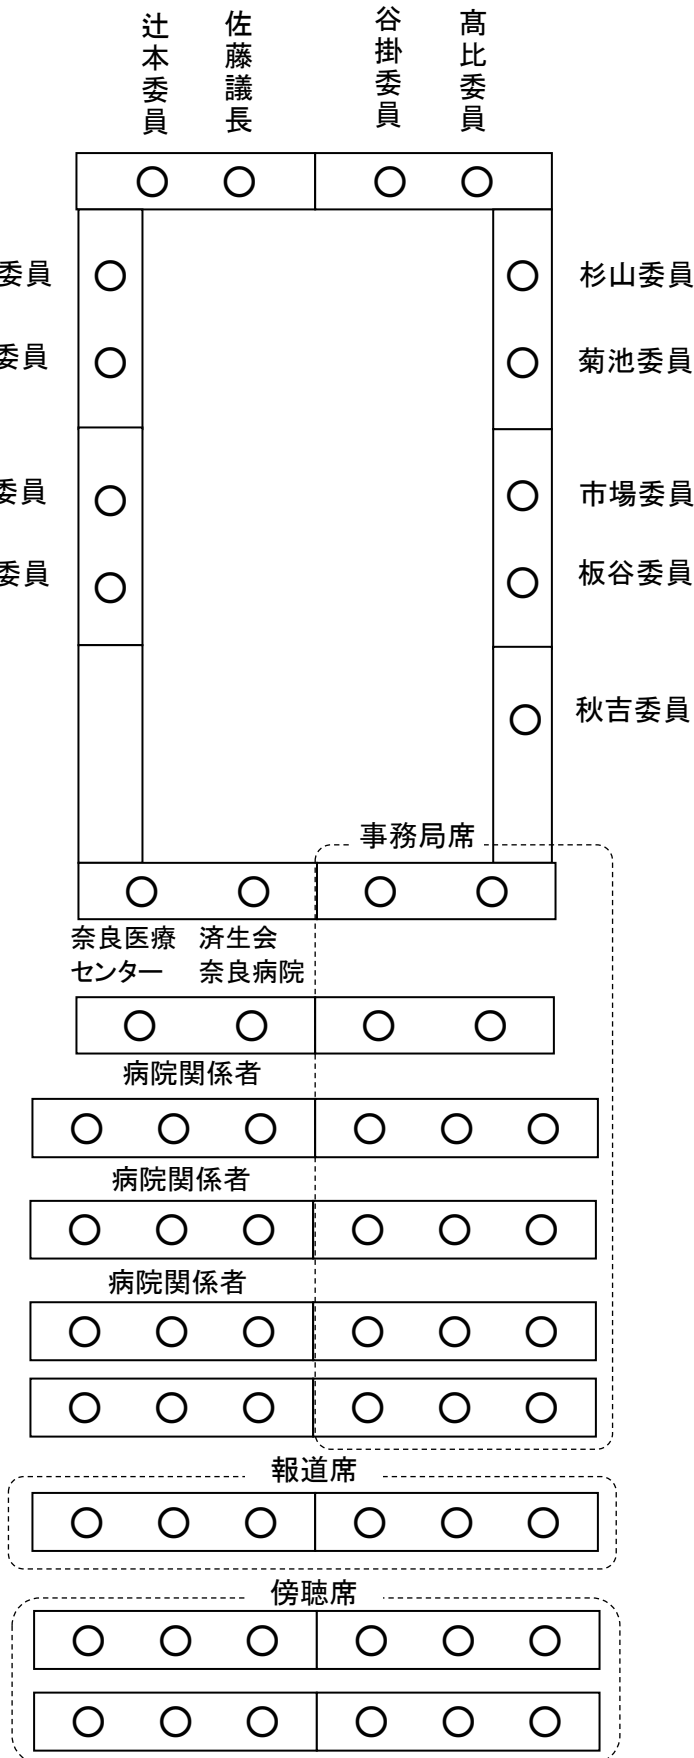 辻本委員
佐藤議長
谷掛委員
髙比委員
委員
杉山委員
委員
菊池委員
委員
市場委員
委員
板谷委員
秋吉委員
事務局席
奈良医療
センター
済生会
奈良病院
病院関係者
病院関係者
病院関係者
報道席
傍聴席